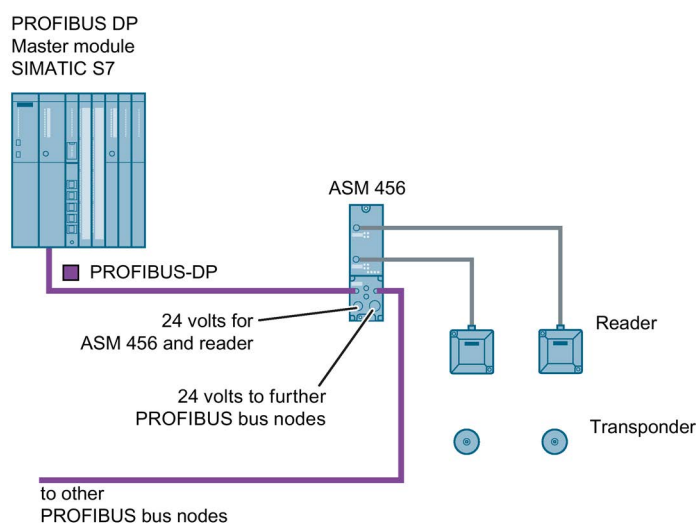 PROFIBUS DP
Master module
SIMATIC S7
ASM 456
PROFIBUS-DP
24 volts for
ASM 456 and reader
Reader
24 volts to further
PROFIBUS bus nodes
Transponder
to other
PROFIBUS bus nodes